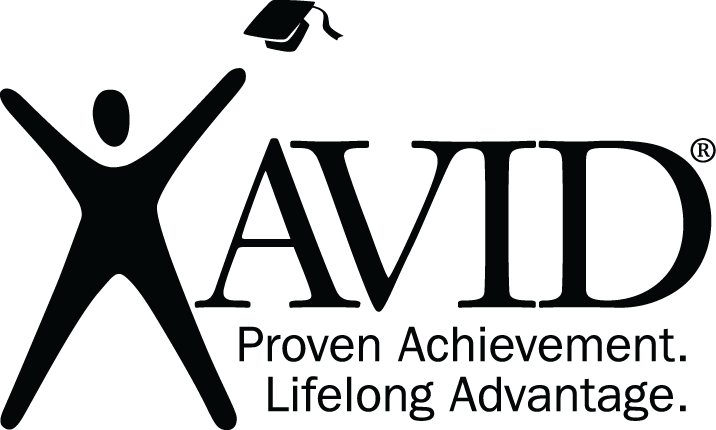 AVID®
Proven Achievement.
Lifelong Advantage.